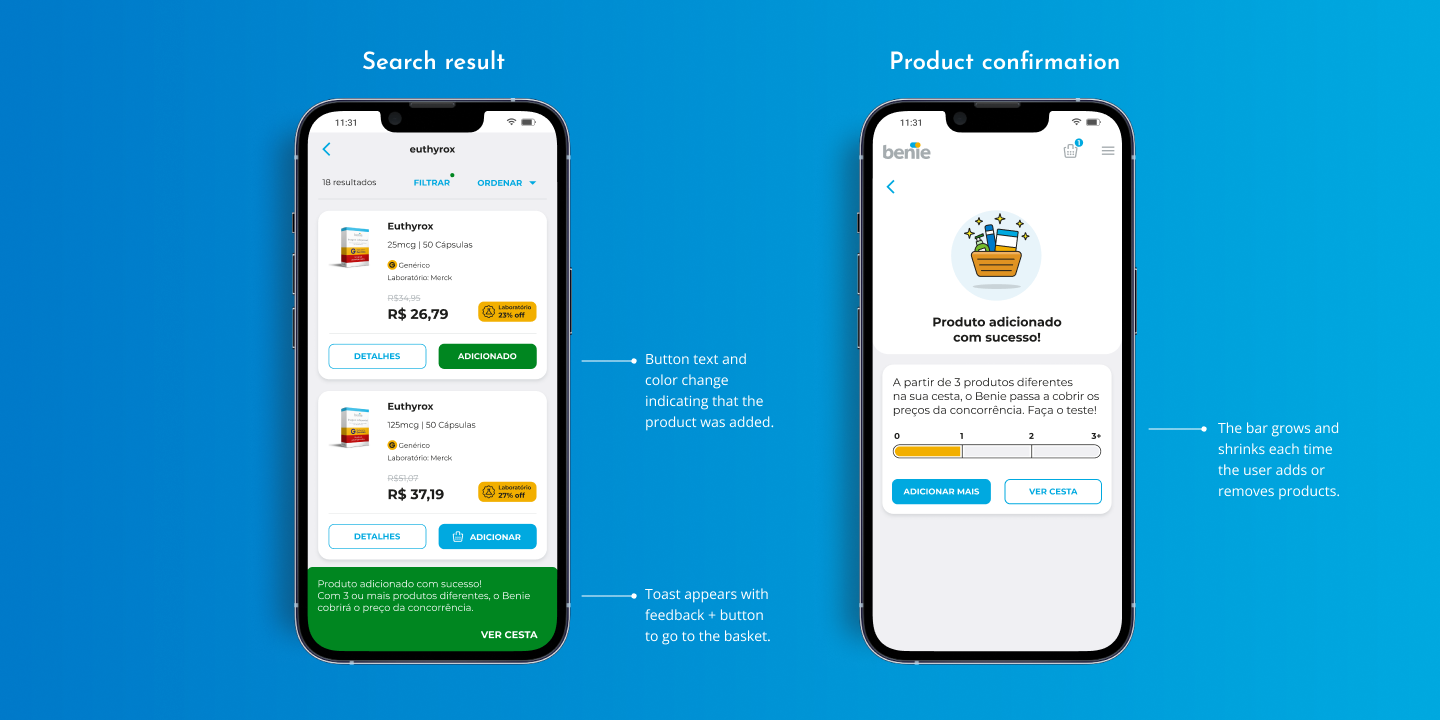 Search result
11:31
euthyrox
18 resultados
FILTRAR
ORDENAR
Euthyrox
25mcg | 50 Cápsulas
G Genérico
Laboratório: Merck
R$34,95
R$ 26,79
Laboratório
23% off
DETALHES
ADICIONADO
Euthyrox
125mcg | 50 Cápsulas
G Genérico
Laboratório: Merck
R$51,07
R$ 37,19
Laboratório
27% off
DETALHES
ADICIONAR
Produto adicionado com sucesso!
Com 3 ou mais produtos diferentes, o Benie
cobrirá o preço da concorrência.
VER CESTA
Button text and
color change
indicating that the
product was added.
Toast appears with
feedback + button
to go to the basket.
Product confirmation
11:31
benie
1
Produto adicionado
com sucesso!
A partir de 3 produtos diferentes
na sua cesta, o Benie passa a cobrir os
preços da concorrência. Faça o teste!
0 1 2 3+
ADICIONAR MAIS
VER CESTA
The bar grows and
shrinks each time
the user adds or
removes products.